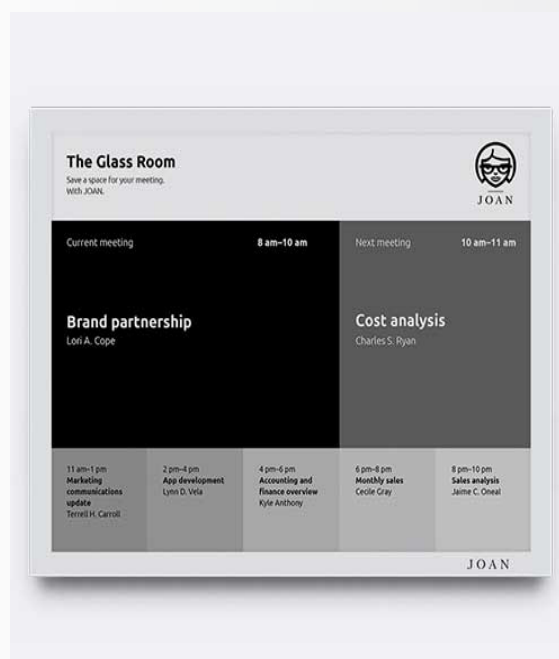 The Glass Room
Save a space for your meeting.
With JOAN.
JOAN
Current meeting
8 am–10 am
Brand partnership
Lori A. Cope
Next meeting
10 am–11 am
Cost analysis
Charles S. Ryan
11 am–1 pm
Marketing
communications
update
Terrell H. Carroll
2 pm–4 pm
App development
Lynn D. Vela
4 pm–6 pm
Accounting and
finance overview
Kyle Anthony
6 pm–8 pm
Monthly sales
Cecile Gray
8 pm–10 pm
Sales analysis
Jaime C. Oneal
JOAN